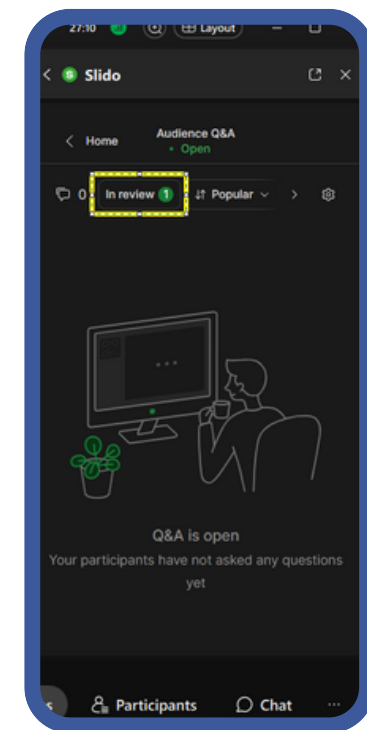 27:10 Layout
Slido
Home
Audience Q&A
• Open
0 In review 1 Popular
Q&A is open
Your participants have not asked any questions
yet
s Participants Chat ...